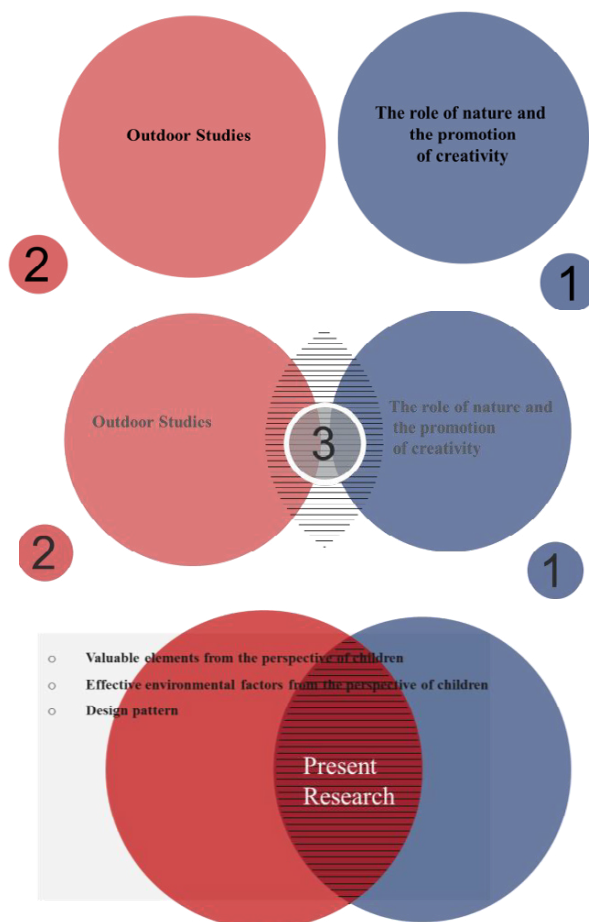 Outdoor Studies
The role of nature and
the promotion
of creativity
2
1
Outdoor Studies
3
The role of nature and
the promotion
of creativity
2
1
○ Valuable elements from the perspective of children
○ Effective environmental factors from the perspective of children
○ Design pattern
Present
Research